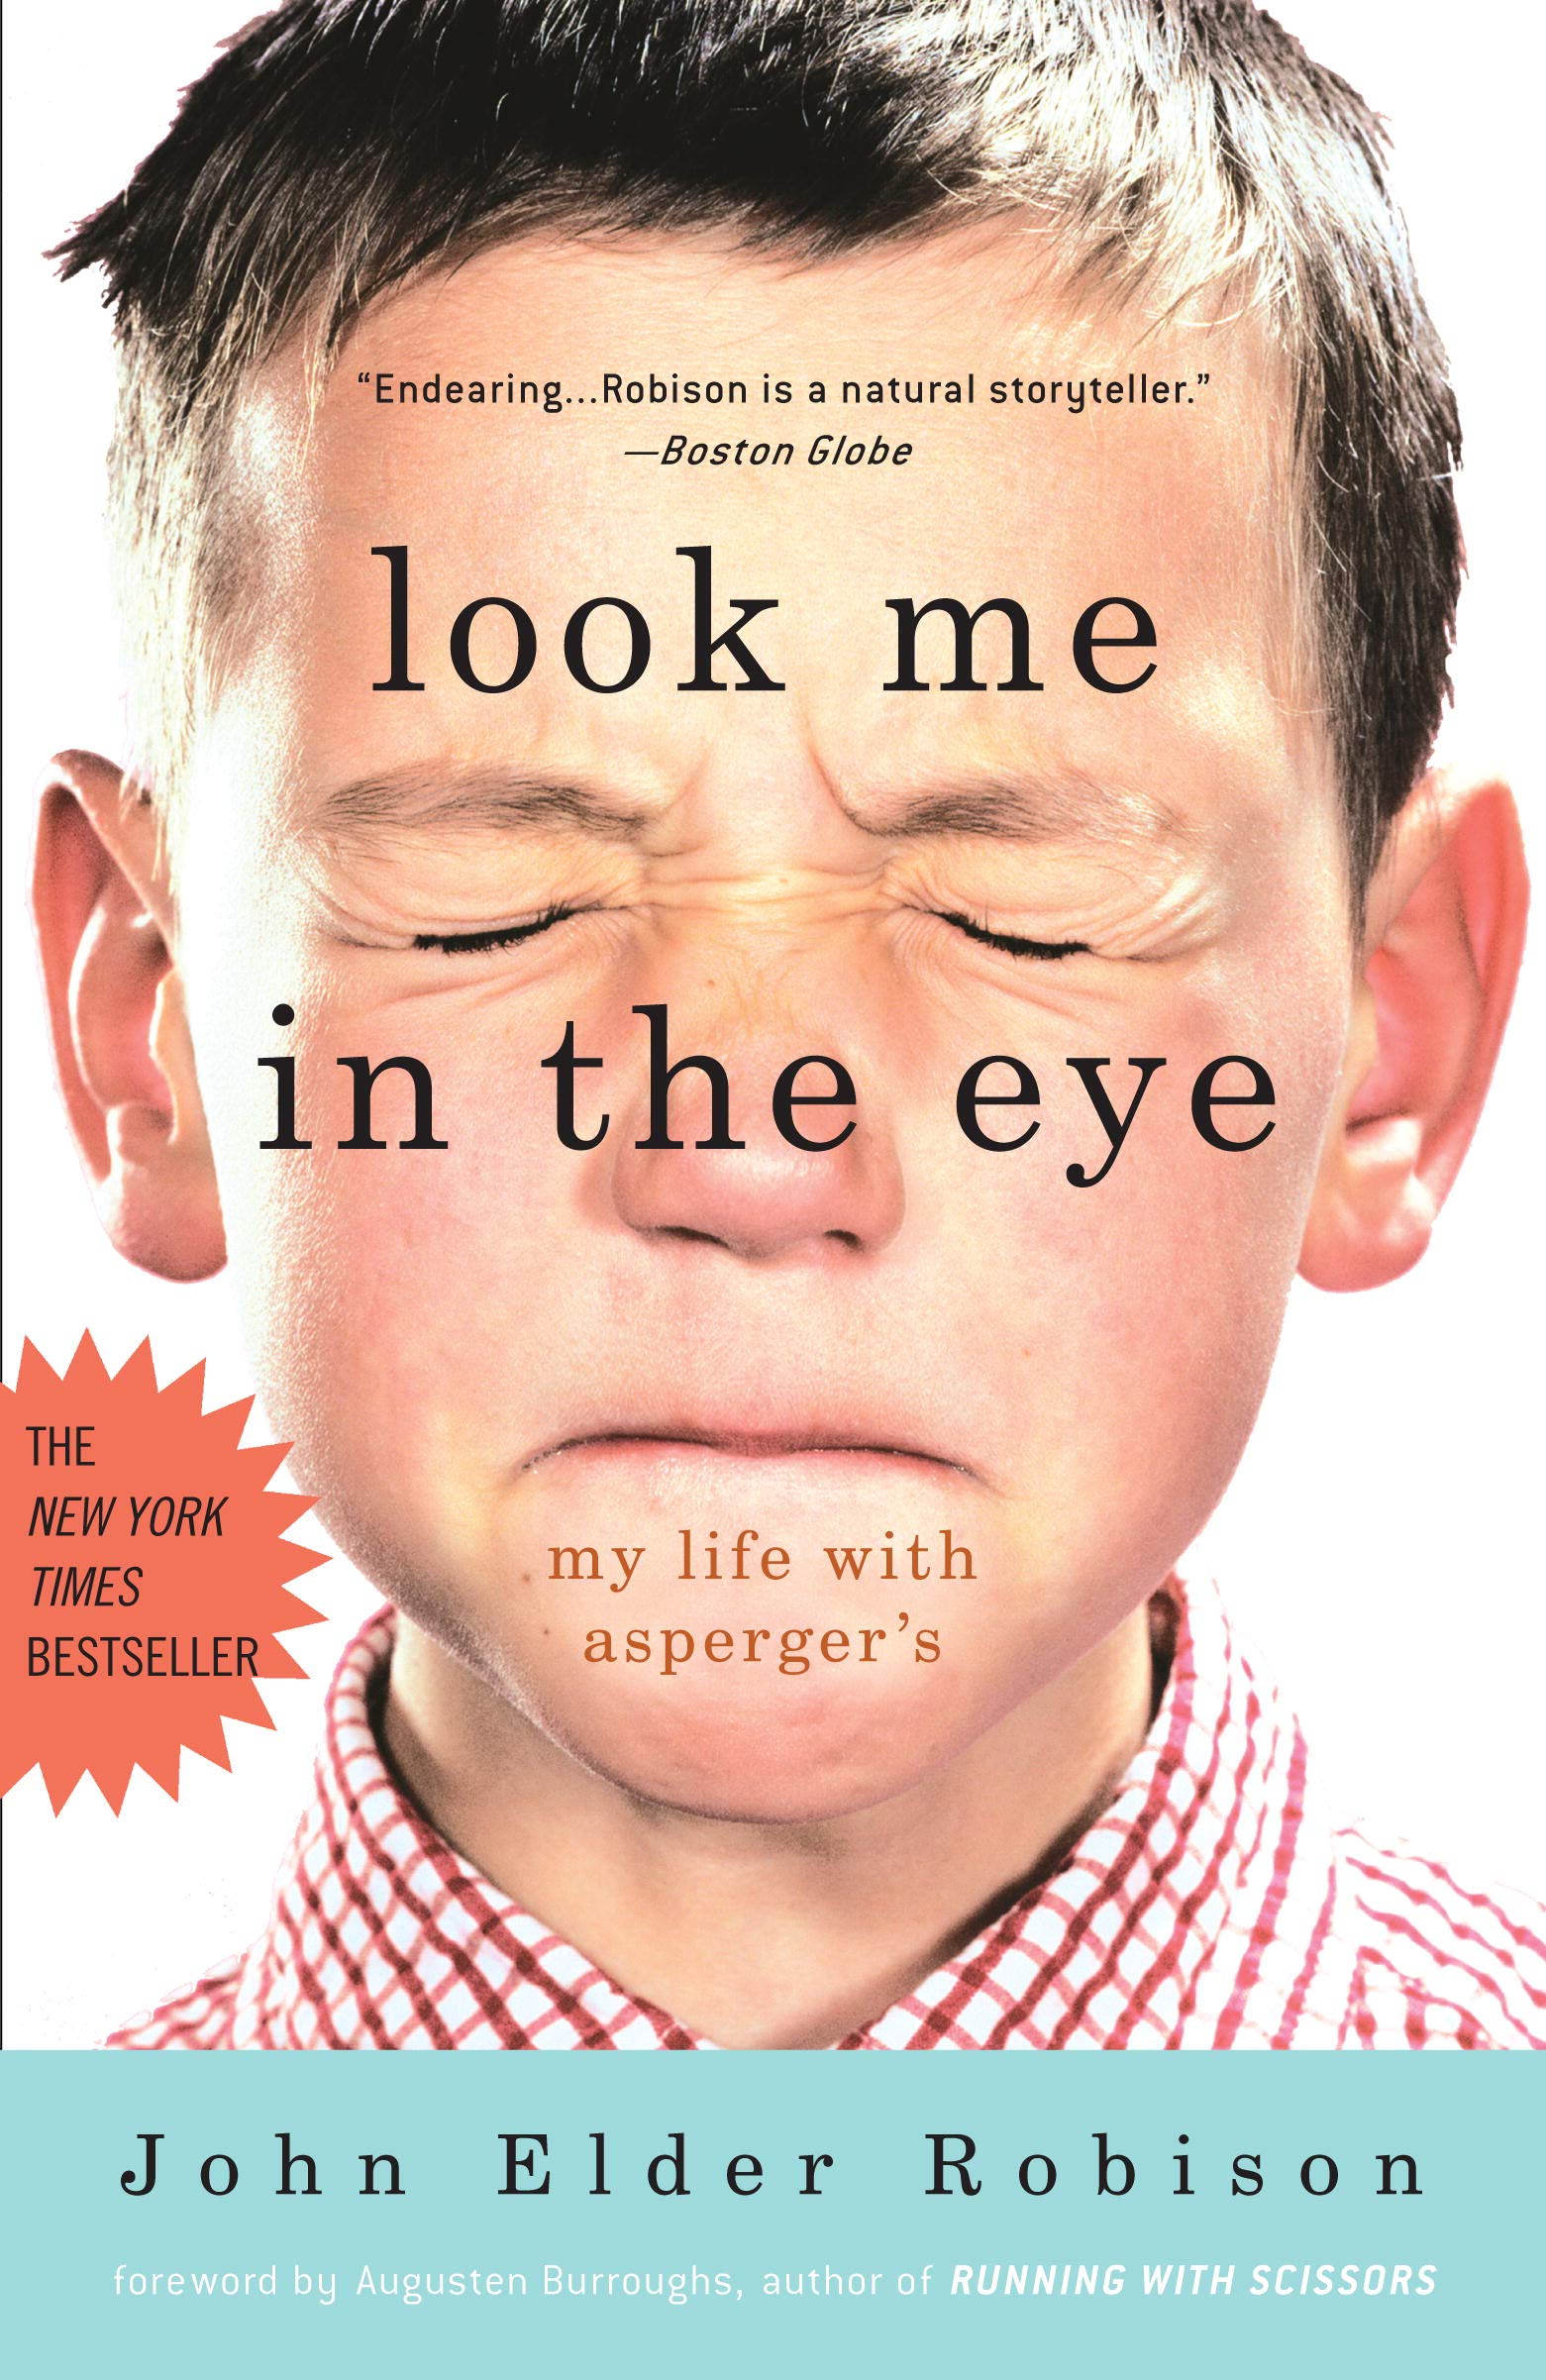 “Endearing...Robison is a natural storyteller.”
—Boston Globe
look me
in the eye
THE
NEW YORK
TIMES
BESTSELLER
my life with
asperger’s
John Elder Robison
foreword by Augusten Burroughs, author of RUNNING WITH SCISSORS